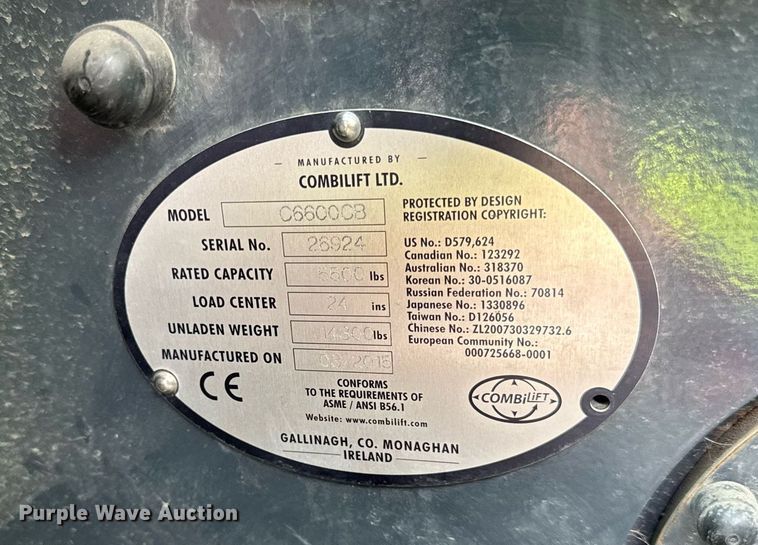 MANUFACTURED BY
COMBILIFT LTD.
MODEL C6600CB
SERIAL No. 26924
RATED CAPACITY 6600 lbs
LOAD CENTER 24 ins
UNLADEN WEIGHT lbs
MANUFACTURED ON
CE
CONFORMS
TO THE REQUIREMENTS OF
ASME / ANSI B56.1
Website: www.combilift.com
GALLINAGH, CO. MONAGHAN
IRELAND
PROTECTED BY DESIGN
REGISTRATION COPYRIGHT:
US No.: D579,624
Canadian No.: 123292
Australian No.: 318370
Korean No.: 30-0516087
Russian Federation No.: 70814
Japanese No.: 1330896
Taiwan No.: D126056
Chinese No.: ZL200730329732.6
European Community No.:
000725668-0001
COMBiLiFT
Purple Wave Auction